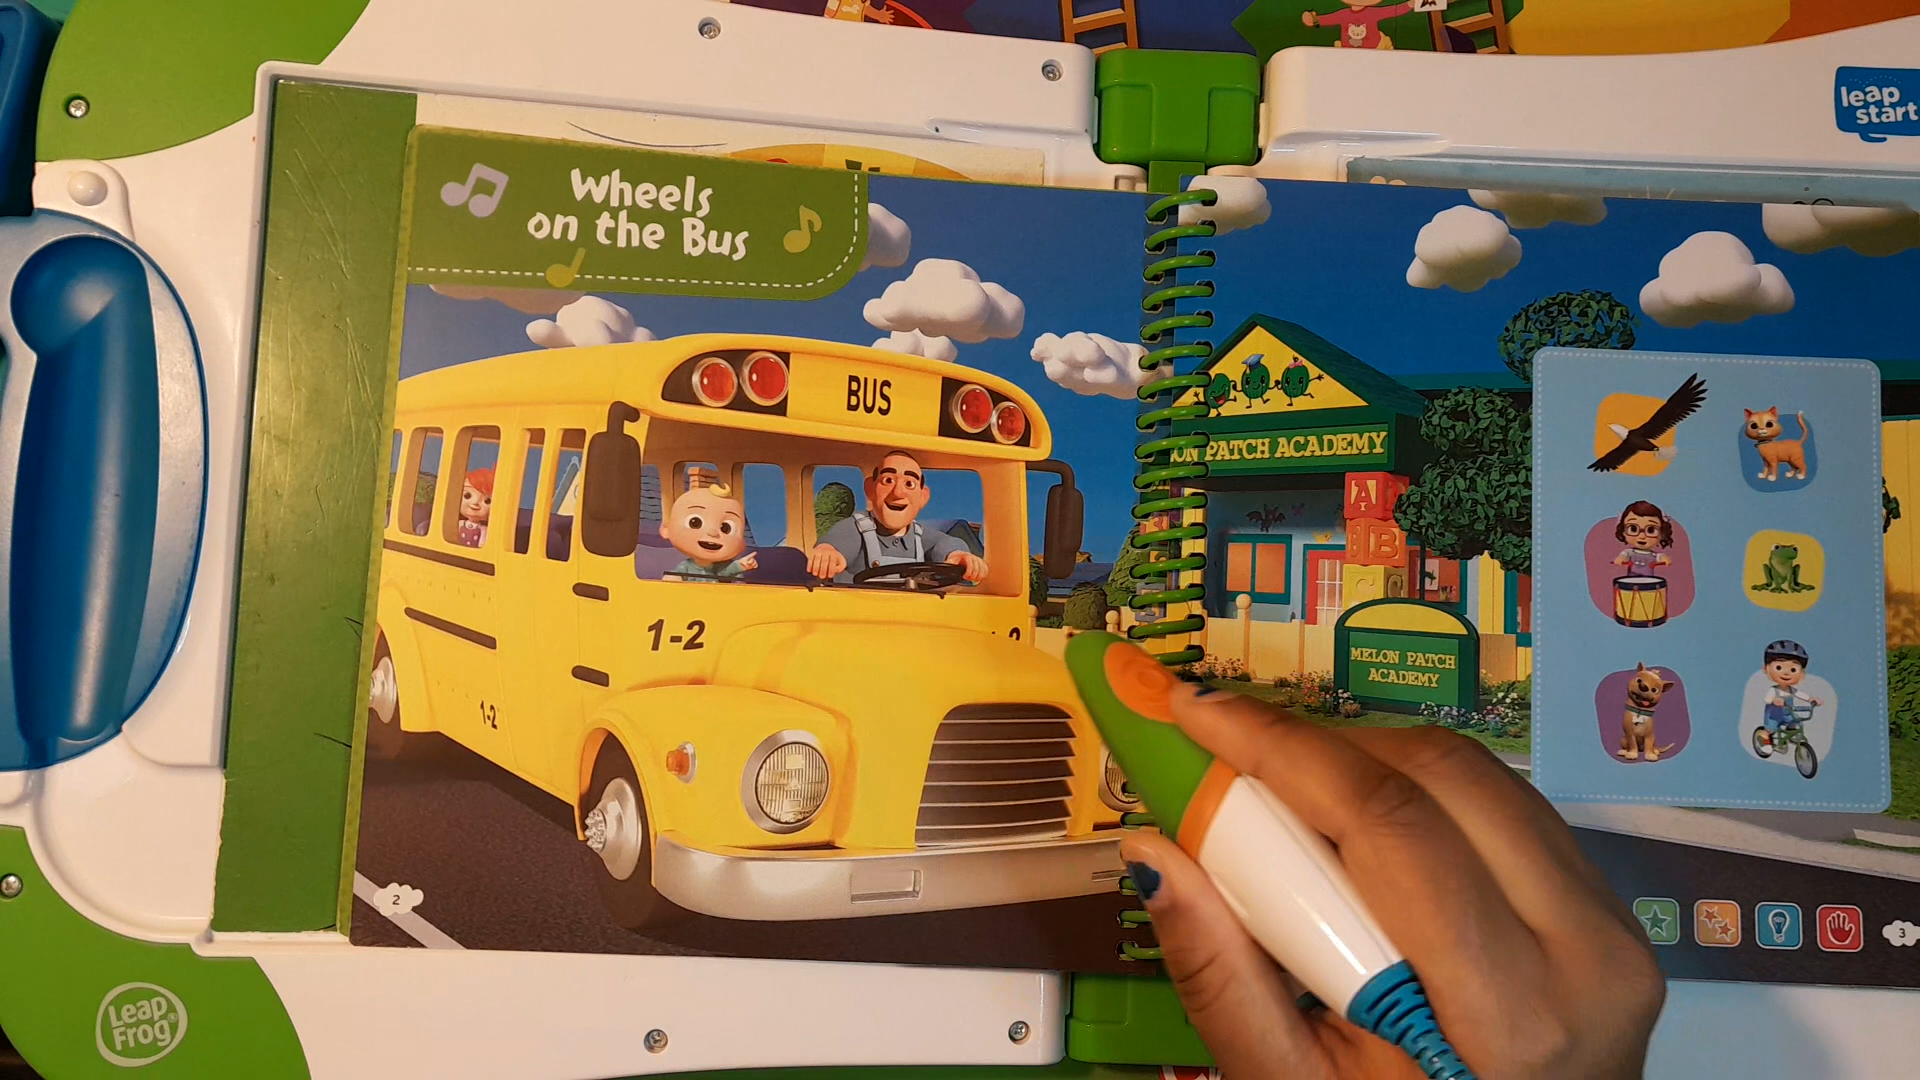 leap
start
Wheels
on the Bus
BUS
PATCH ACADEMY
A
B
C
1-2
2
1-2
MELON PATCH
ACADEMY
2
3
Leap
Frog